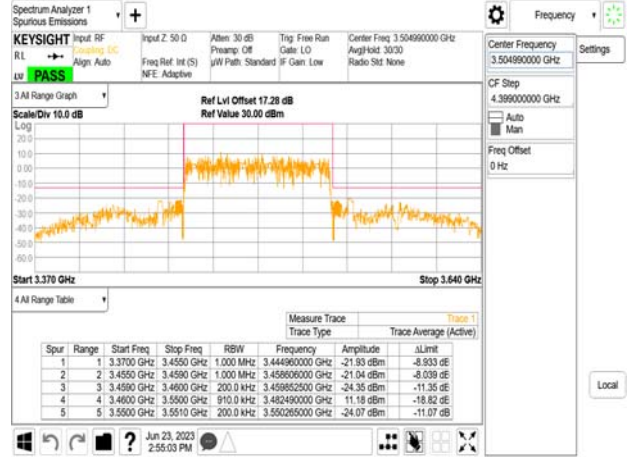 Spectrum Analyzer 1
Spurious Emissions
Frequency
KEYSIGHT Input: RF Input Z: 50 Ω Atten: 30 dB Trig: Free Run Center Freq: 3.504990000 GHz
RL Coupling: DC Preamp: Off Gate: LO Avg|Hold: 30/30
Align: Auto Freq Ref: Int (S) µW Path: Standard IF Gain: Low Radio Std: None
LM PASS NFE: Adaptive
Center Frequency
3.504990000 GHz
Settings
CF Step
4.399000000 GHz
Auto
Man
Freq Offset
0 Hz
Local
3 All Range Graph
Ref Lvl Offset 17.28 dB
Scale/Div 10.0 dB Ref Value 30.00 dBm
Log
20.0
10.0
0.00
-10.0
-20.0
-30.0
-40.0
-50.0
-60.0
Start 3.370 GHz Stop 3.640 GHz
4 All Range Table
Measure Trace Trace 1
Trace Type Trace Average (Active)
Spur Range Start Freq Stop Freq RBW Frequency Amplitude ΔLimit
1 1 3.3700 GHz 3.4550 GHz 1.000 MHz 3.444960000 GHz -21.93 dBm -8.933 dE
2 2 3.4550 GHz 3.4590 GHz 1.000 MHz 3.458606000 GHz -21.04 dBm -8.039 dE
3 3 3.4590 GHz 3.4600 GHz 200.0 kHz 3.459852500 GHz -24.35 dBm -11.35 dE
4 4 3.4600 GHz 3.5500 GHz 910.0 kHz 3.482490000 GHz 11.18 dBm -18.82 dE
5 5 3.5500 GHz 3.5510 GHz 200.0 kHz 3.550265000 GHz -24.07 dBm -11.07 dB
Jun 23, 2023
2:55:03 PM